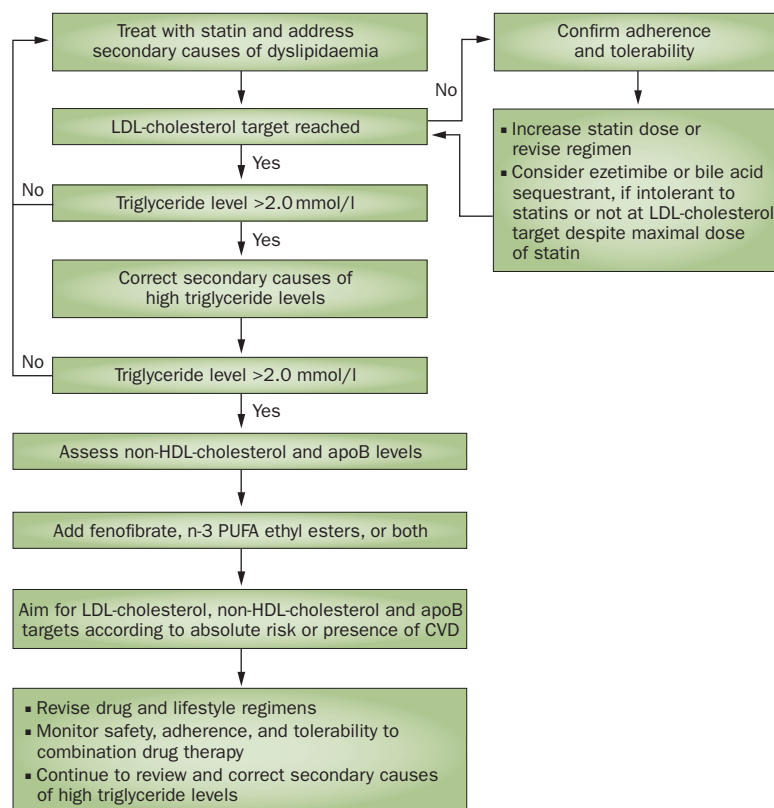 Treat with statin and address
secondary causes of dyslipidaemia
Confirm adherence
and tolerability
No
LDL-cholesterol target reached
▪ Increase statin dose or
revise regimen
▪ Consider ezetimibe or bile acid
sequestrant, if intolerant to
statins or not at LDL-cholesterol
target despite maximal dose
of statin
Yes
No
Triglyceride level >2.0 mmol/l
Yes
Correct secondary causes of
high triglyceride levels
No
Triglyceride level >2.0 mmol/l
Yes
Assess non-HDL-cholesterol and apoB levels
Add fenofibrate, n-3 PUFA ethyl esters, or both
Aim for LDL-cholesterol, non-HDL-cholesterol and apoB
targets according to absolute risk or presence of CVD
▪ Revise drug and lifestyle regimens
▪ Monitor safety, adherence, and tolerability to
combination drug therapy
▪ Continue to review and correct secondary causes
of high triglyceride levels